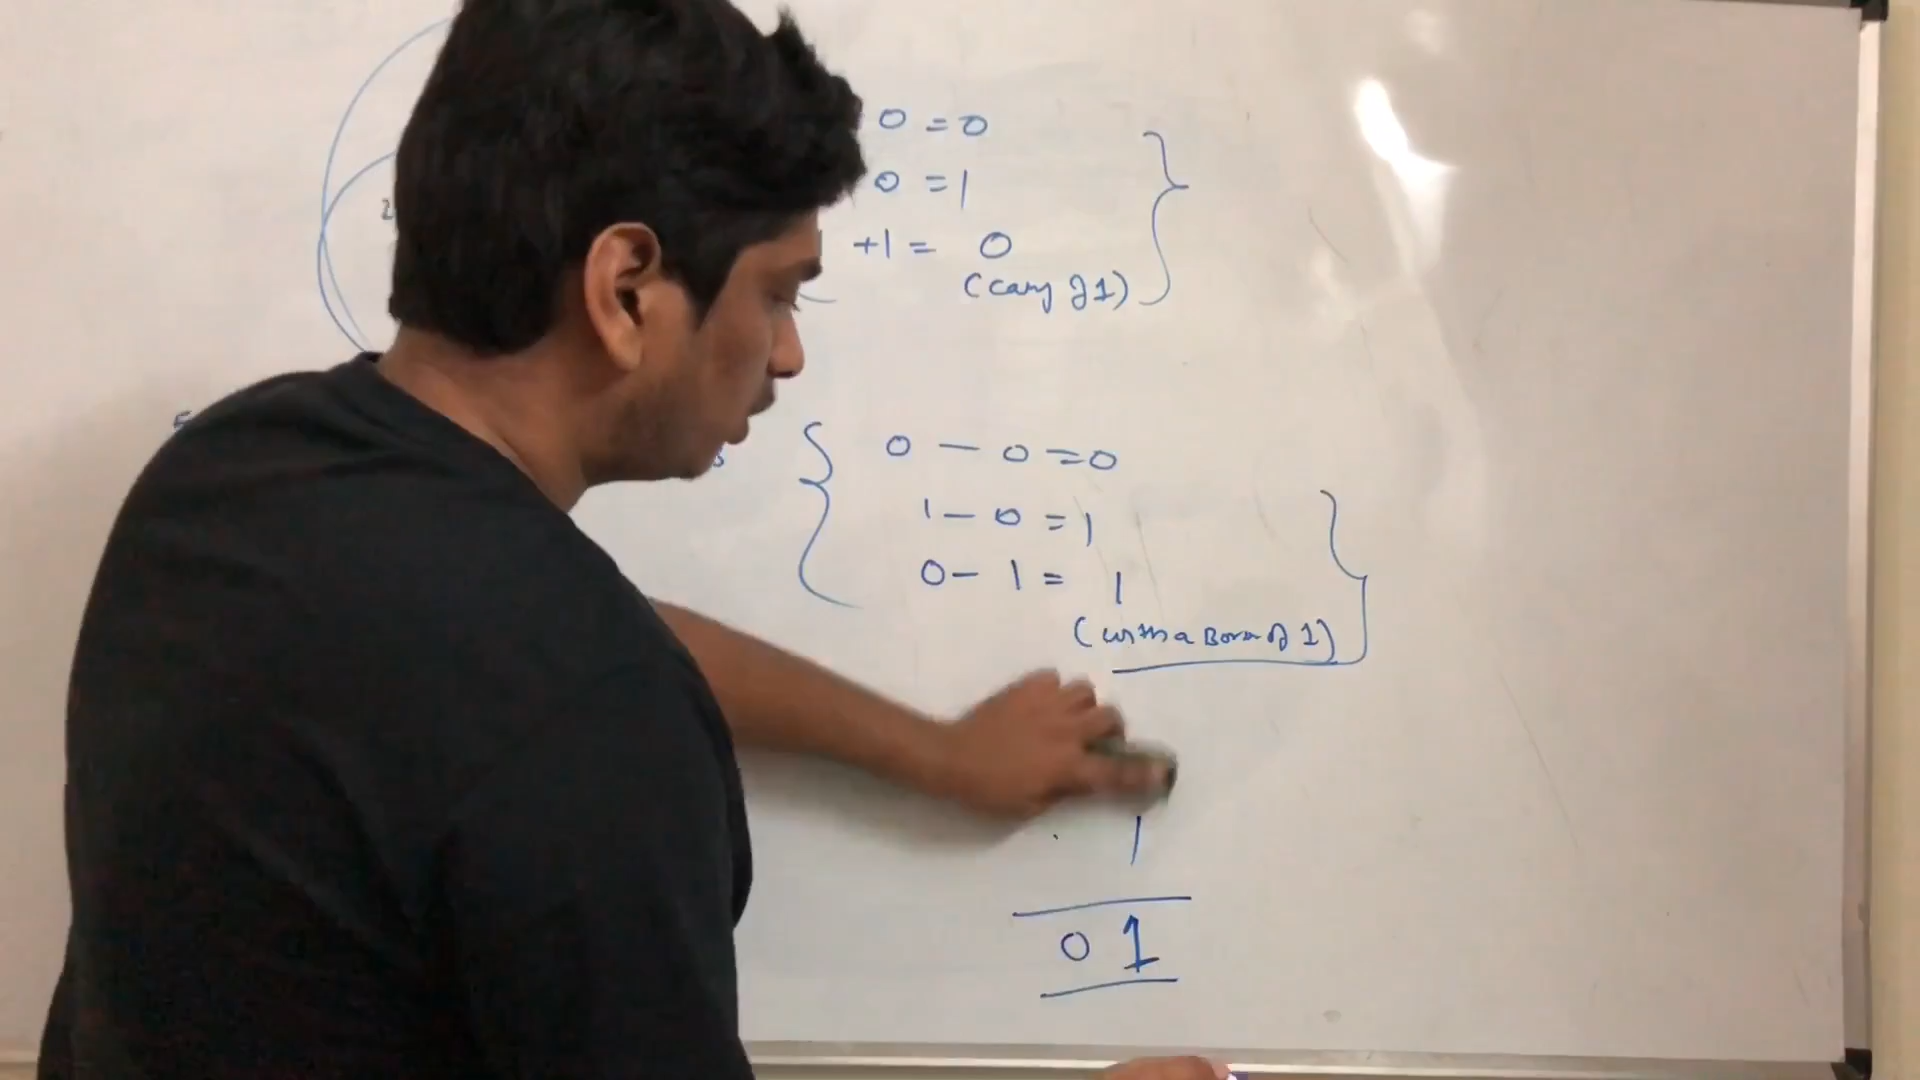 0 = 0
0 = 1
+1 = 0
(carry of 1)
0 - 0 = 0
1 - 0 = 1
0 - 1 = 1
(with a Borrow of 1)
1
0 1